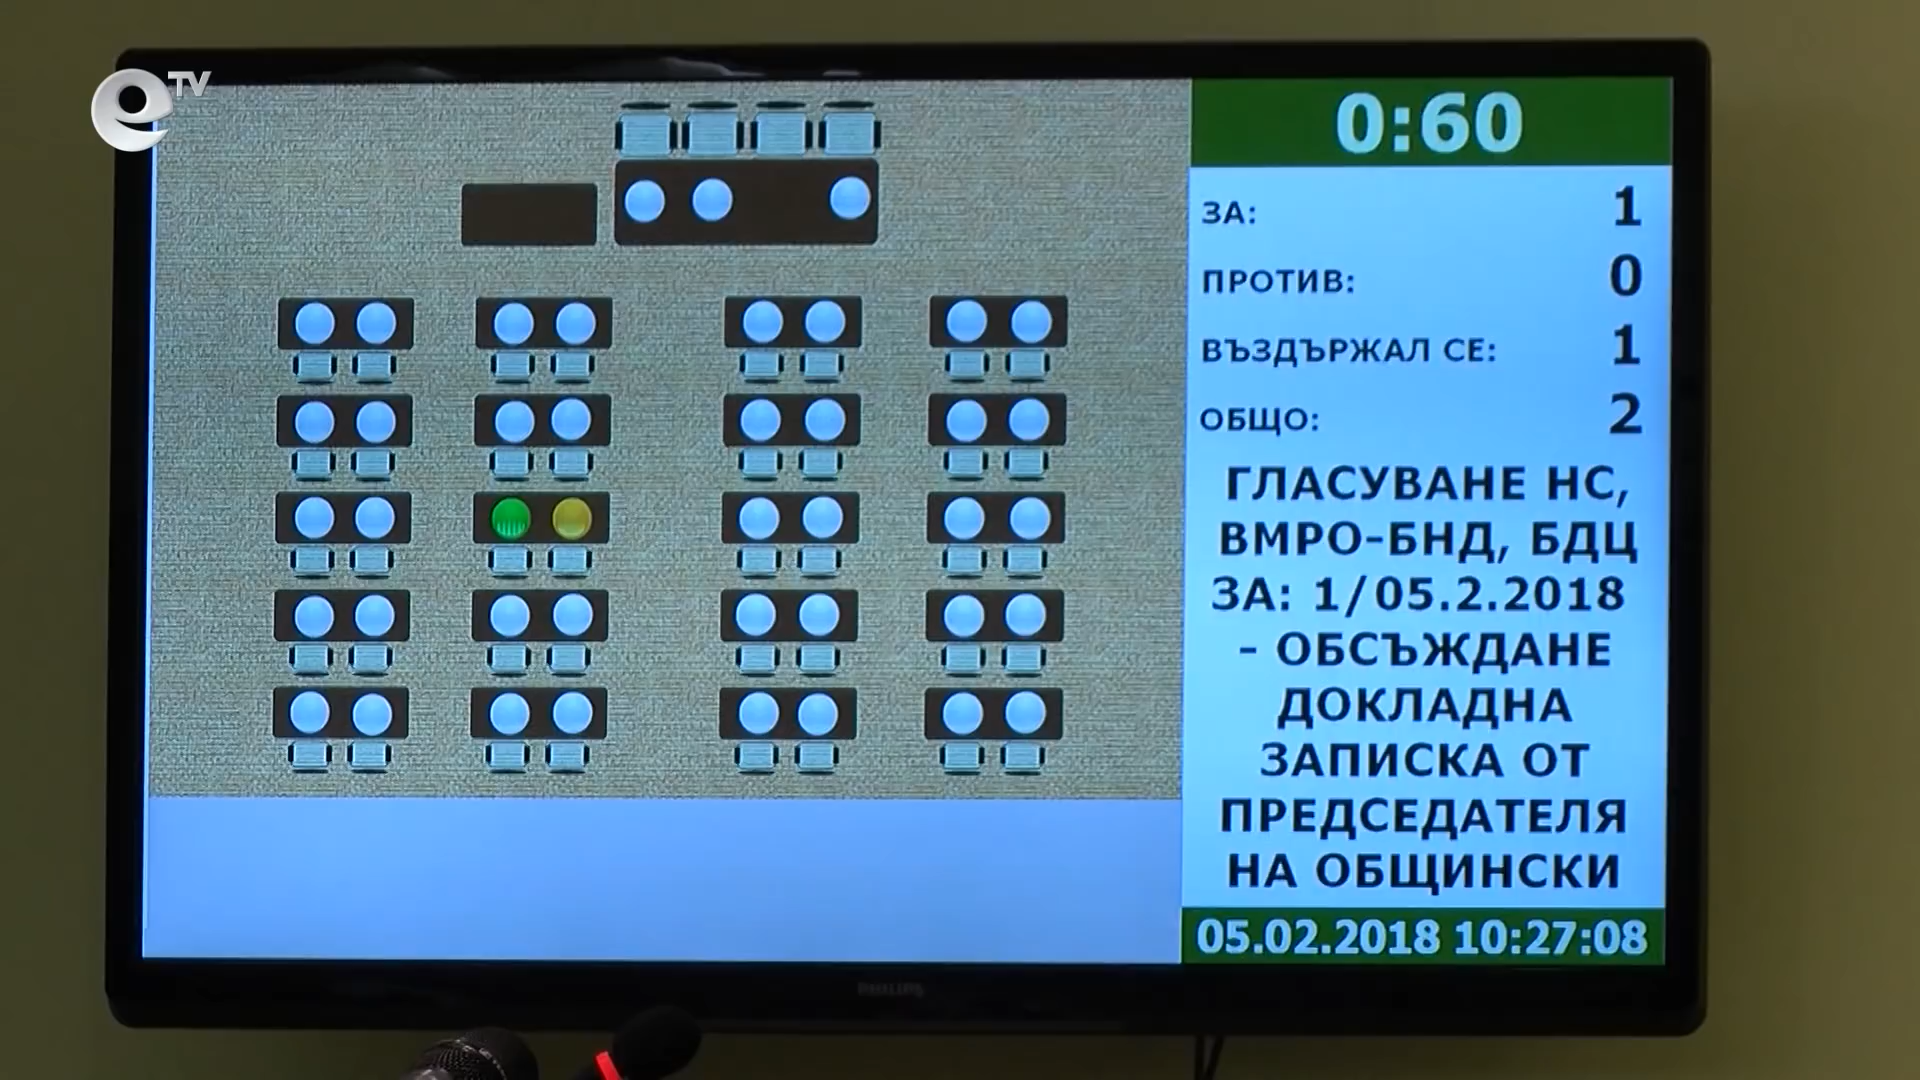 e TV
0:60
ЗА: 1
ПРОТИВ: 0
ВЪЗДЪРЖАЛ СЕ: 1
ОБЩО: 2
ГЛАСУВАНЕ НС,
ВМРО-БНД, БДЦ
ЗА: 1/05.2.2018
- ОБСЪЖДАНЕ
ДОКЛАДНА
ЗАПИСКА ОТ
ПРЕДСЕДАТЕЛЯ
НА ОБЩИНСКИ
05.02.2018 10:27:08
PHILIPS